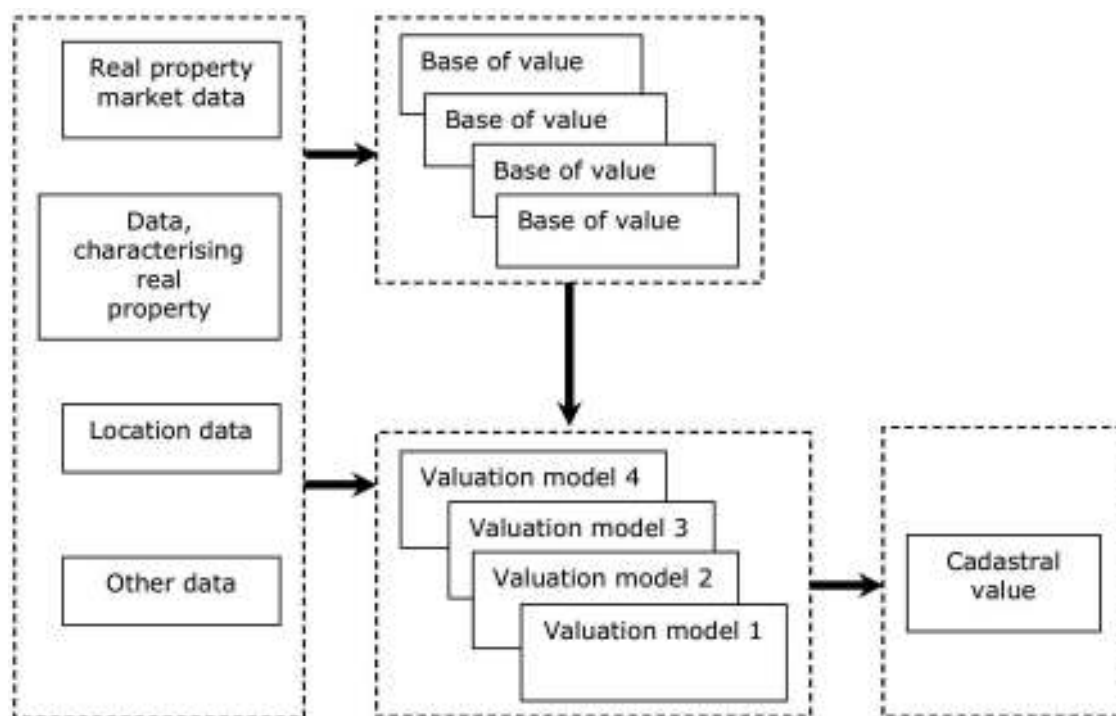 Real property
market data
Data,
characterising
real
property
Location data
Other data
Base of value
Base of value
Base of value
Base of value
Valuation model 4
Valuation model 3
Valuation model 2
Valuation model 1
Cadastral
value